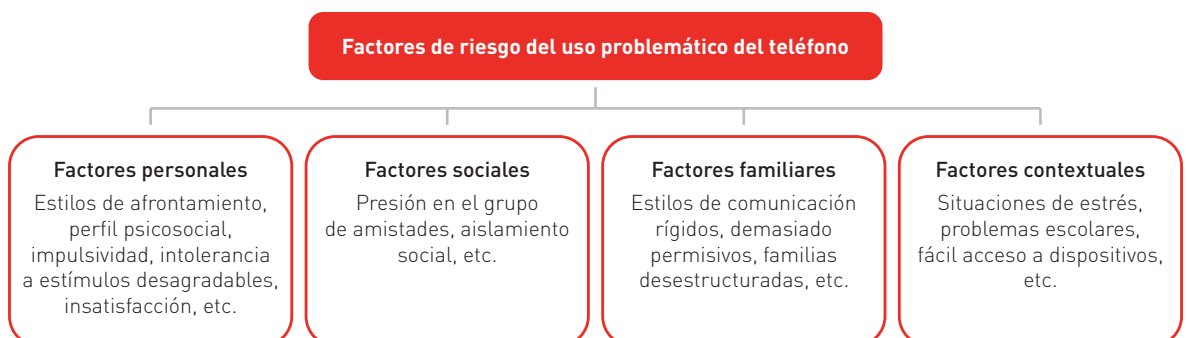 Factores de riesgo del uso problemático del teléfono
Factores personales
Estilos de afrontamiento,
perfil psicosocial,
impulsividad, intolerancia
a estímulos desagradables,
insatisfacción, etc.
Factores sociales
Presión en el grupo
de amistades, aislamiento
social, etc.
Factores familiares
Estilos de comunicación
rígidos, demasiado
permisivos, familias
desestructuradas, etc.
Factores contextuales
Situaciones de estrés,
problemas escolares,
fácil acceso a dispositivos,
etc.